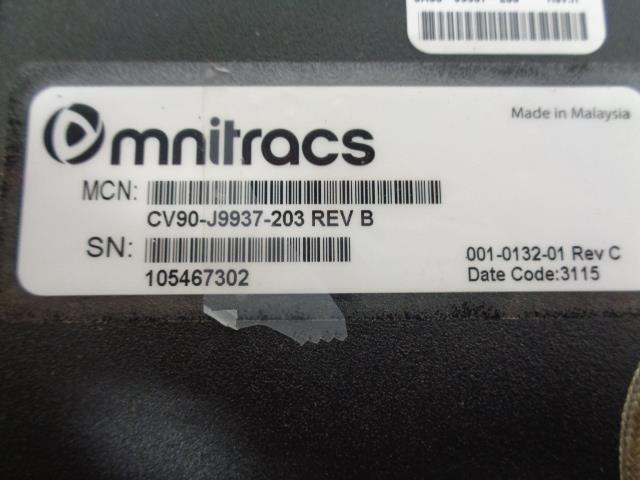 Omnitracs
Made in Malaysia
MCN:
CV90-J9937-203 REV B
SN:
105467302
001-0132-01 Rev C
Date Code:3115